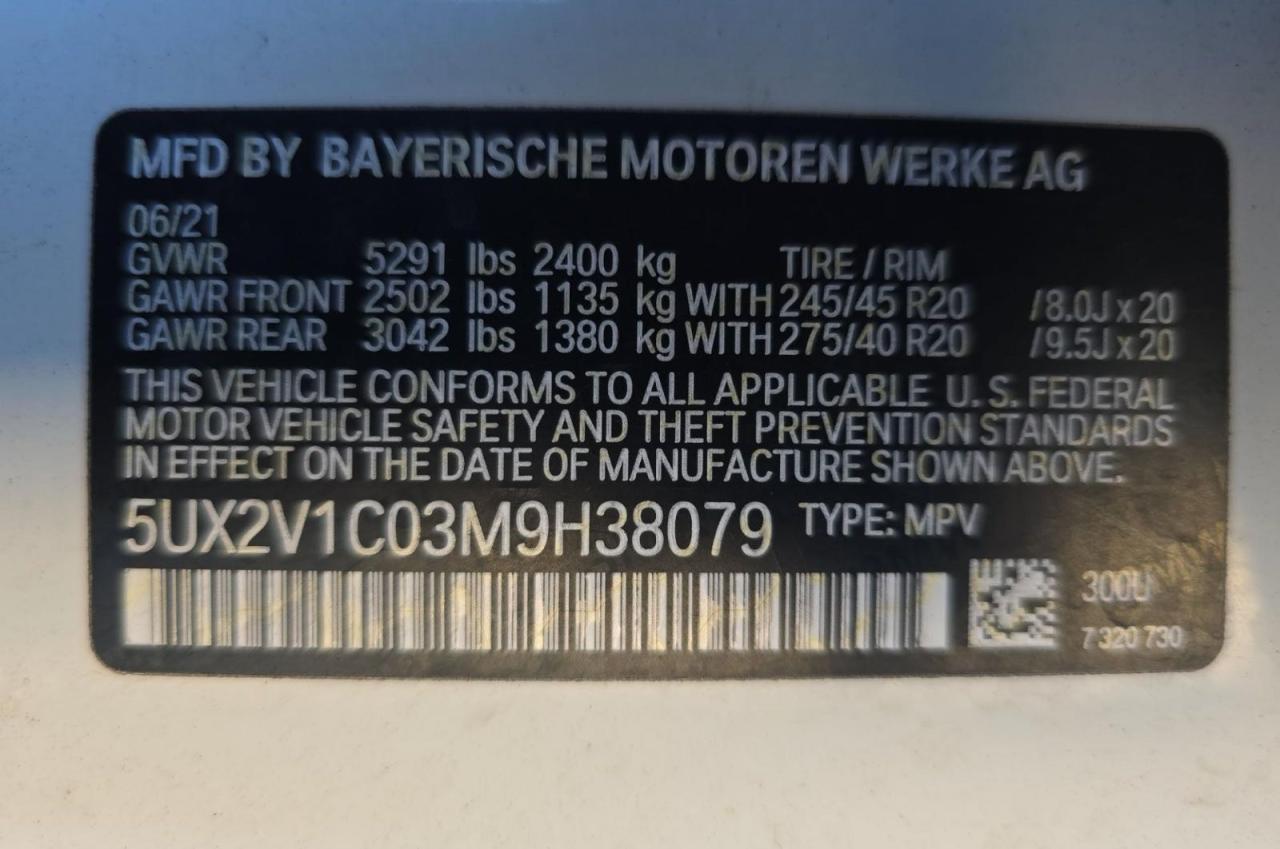 MFD BY BAYERISCHE MOTOREN WERKE AG
06/21
GVWR 5291 lbs 2400 kg TIRE / RIM
GAWR FRONT 2502 lbs 1135 kg WITH 245/45 R20 /8.0J x 20
GAWR REAR 3042 lbs 1380 kg WITH 275/40 R20 /9.5J x 20
THIS VEHICLE CONFORMS TO ALL APPLICABLE U. S. FEDERAL
MOTOR VEHICLE SAFETY AND THEFT PREVENTION STANDARDS
IN EFFECT ON THE DATE OF MANUFACTURE SHOWN ABOVE.
5UX2V1C03M9H38079 TYPE: MPV
300U
7 320 730